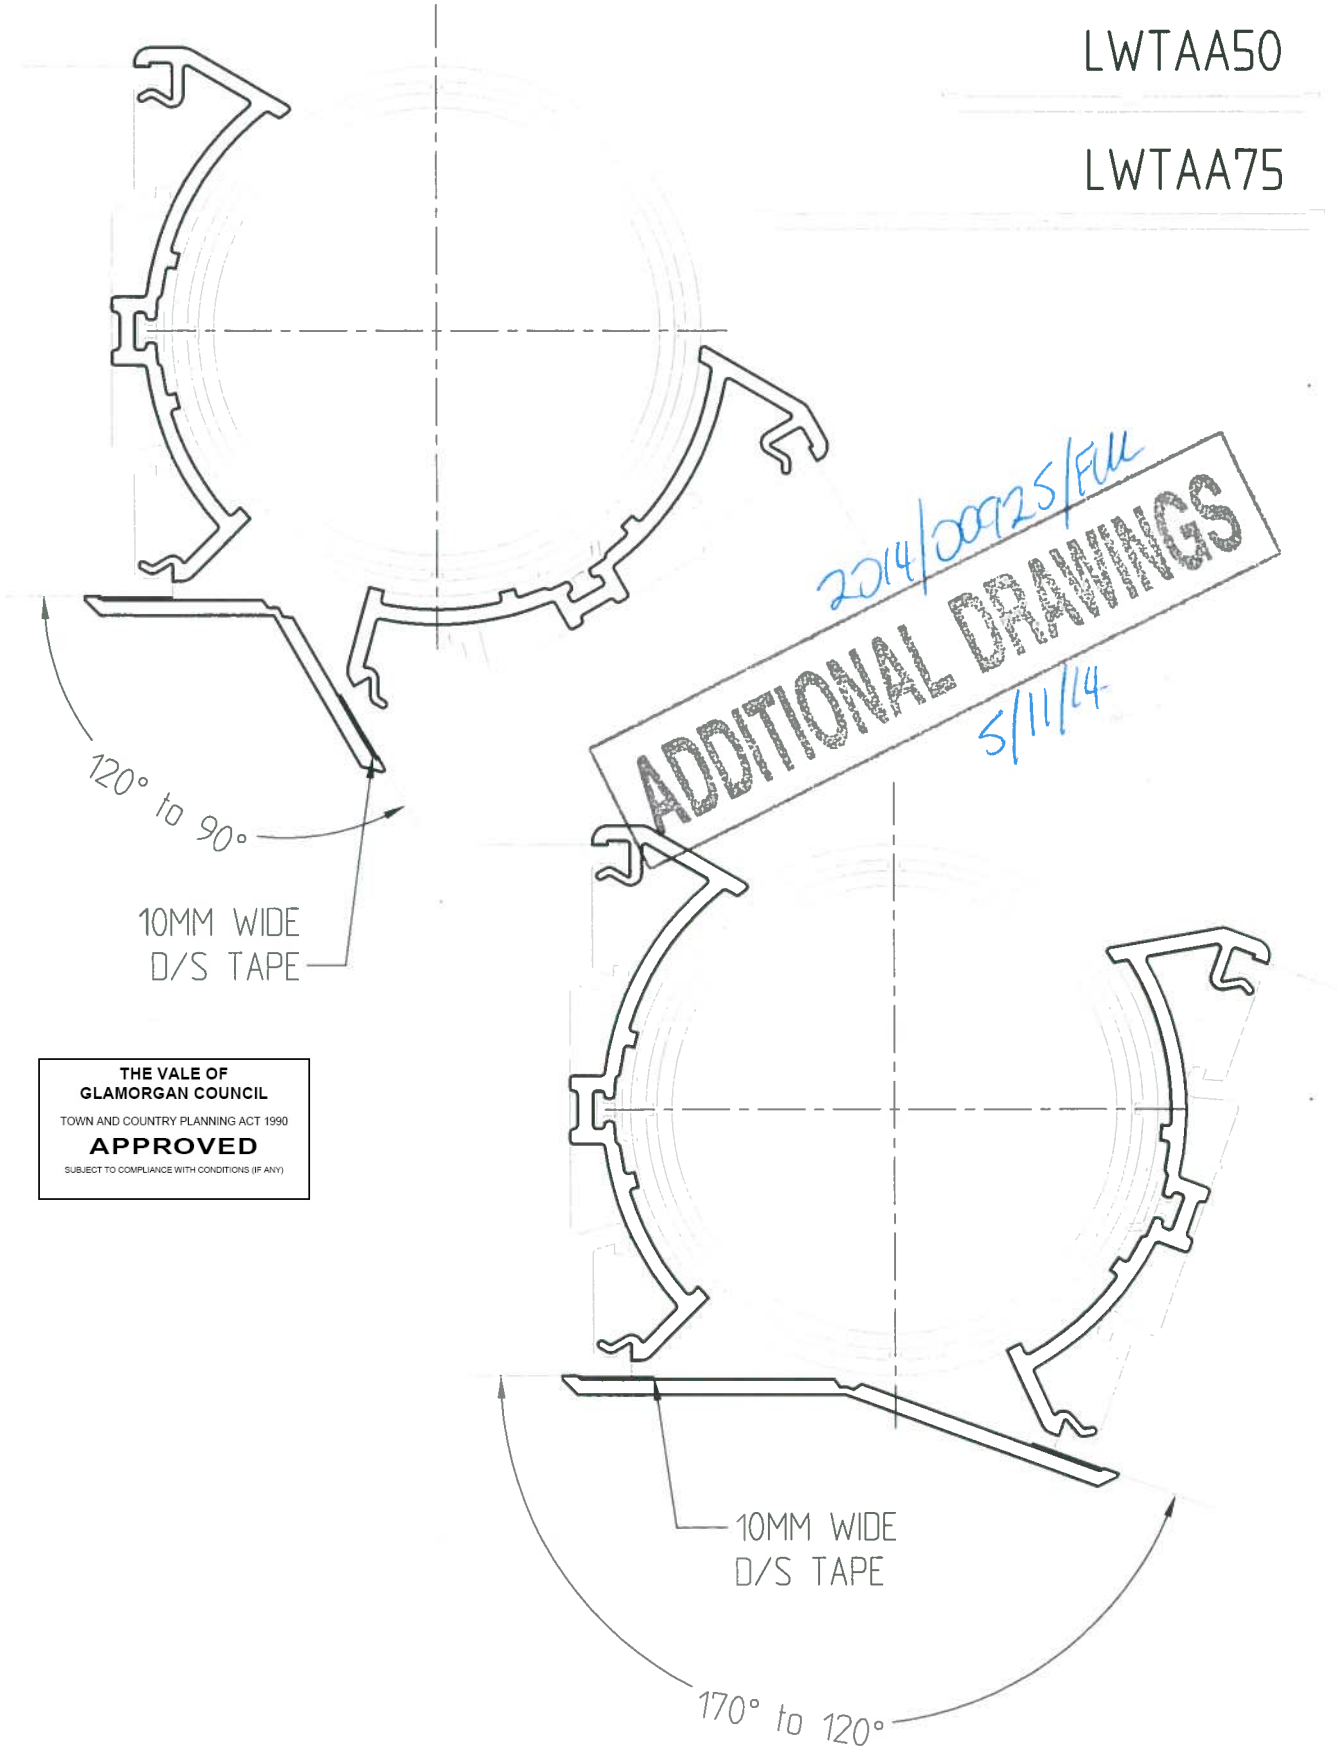 LWTAA50
LWTAA75
2014/00925/FUL
ADDITIONAL DRAWINGS
5/11/14
120° to 90°
10MM WIDE
D/S TAPE
THE VALE OF
GLAMORGAN COUNCIL
TOWN AND COUNTRY PLANNING ACT 1990
APPROVED
SUBJECT TO COMPLIANCE WITH CONDITIONS (IF ANY)
10MM WIDE
D/S TAPE
170° to 120°